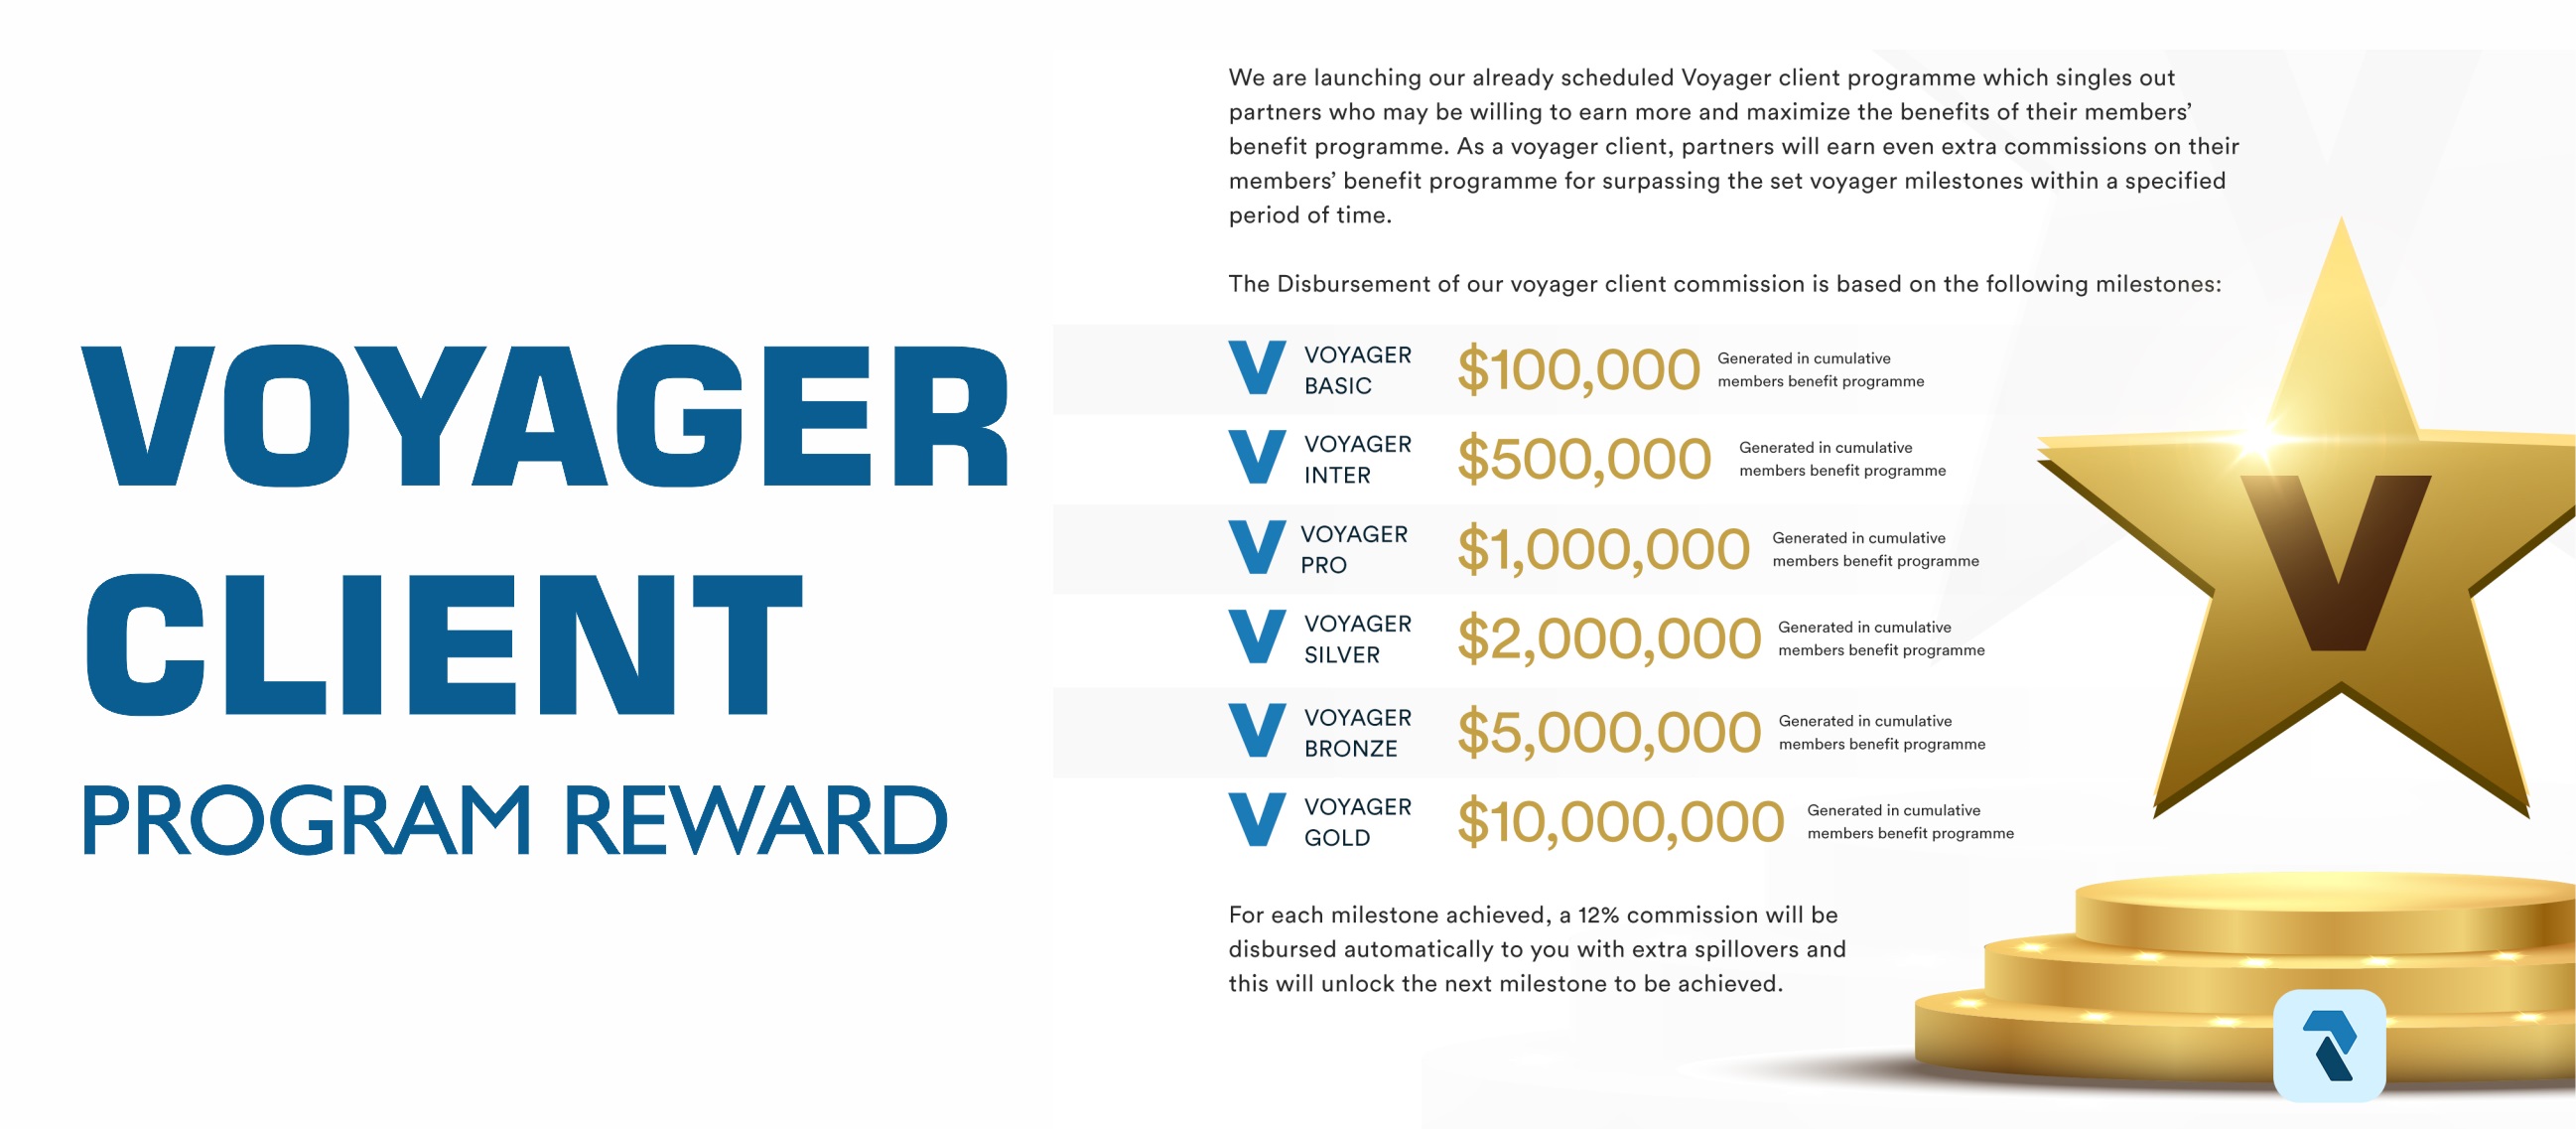 VOYAGER
CLIENT
PROGRAM REWARD
We are launching our already scheduled Voyager client programme which singles out
partners who may be willing to earn more and maximize the benefits of their members’
benefit programme. As a voyager client, partners will earn even extra commissions on their
members’ benefit programme for surpassing the set voyager milestones within a specified
period of time.
The Disbursement of our voyager client commission is based on the following milestones:
V VOYAGER
BASIC
$100,000
Generated in cumulative
members benefit programme
V VOYAGER
INTER
$500,000
Generated in cumulative
members benefit programme
V VOYAGER
PRO
$1,000,000
Generated in cumulative
members benefit programme
V VOYAGER
SILVER
$2,000,000
Generated in cumulative
members benefit programme
V VOYAGER
BRONZE
$5,000,000
Generated in cumulative
members benefit programme
V VOYAGER
GOLD
$10,000,000
Generated in cumulative
members benefit programme
V
For each milestone achieved, a 12% commission will be
disbursed automatically to you with extra spillovers and
this will unlock the next milestone to be achieved.